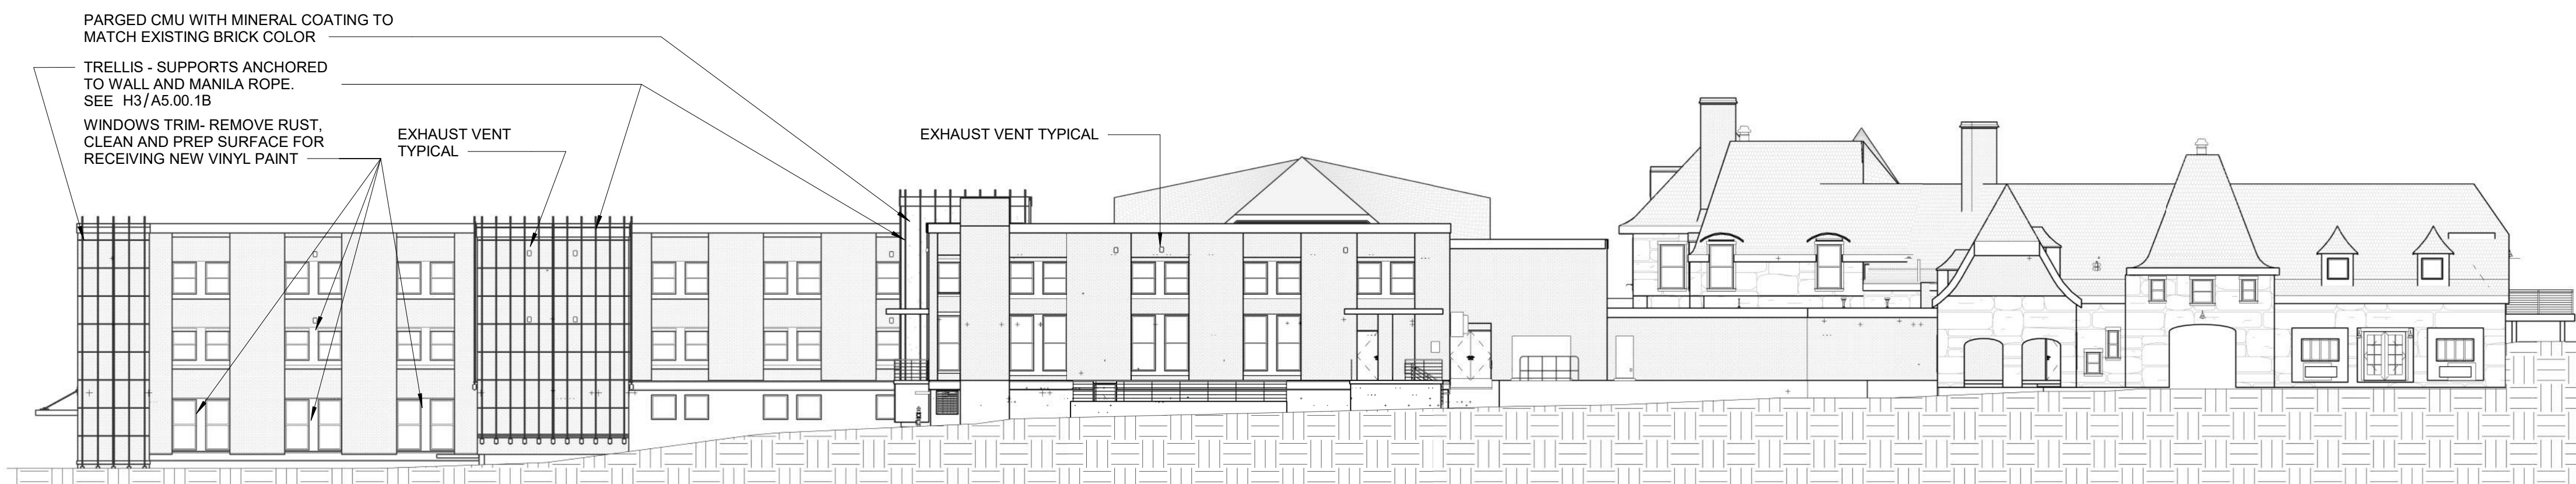 PARGED CMU WITH MINERAL COATING TO
MATCH EXISTING BRICK COLOR
TRELLIS - SUPPORTS ANCHORED
TO WALL AND MANILA ROPE.
SEE H3/A5.00.1B
WINDOWS TRIM- REMOVE RUST,
CLEAN AND PREP SURFACE FOR
RECEIVING NEW VINYL PAINT
EXHAUST VENT
TYPICAL
EXHAUST VENT TYPICAL